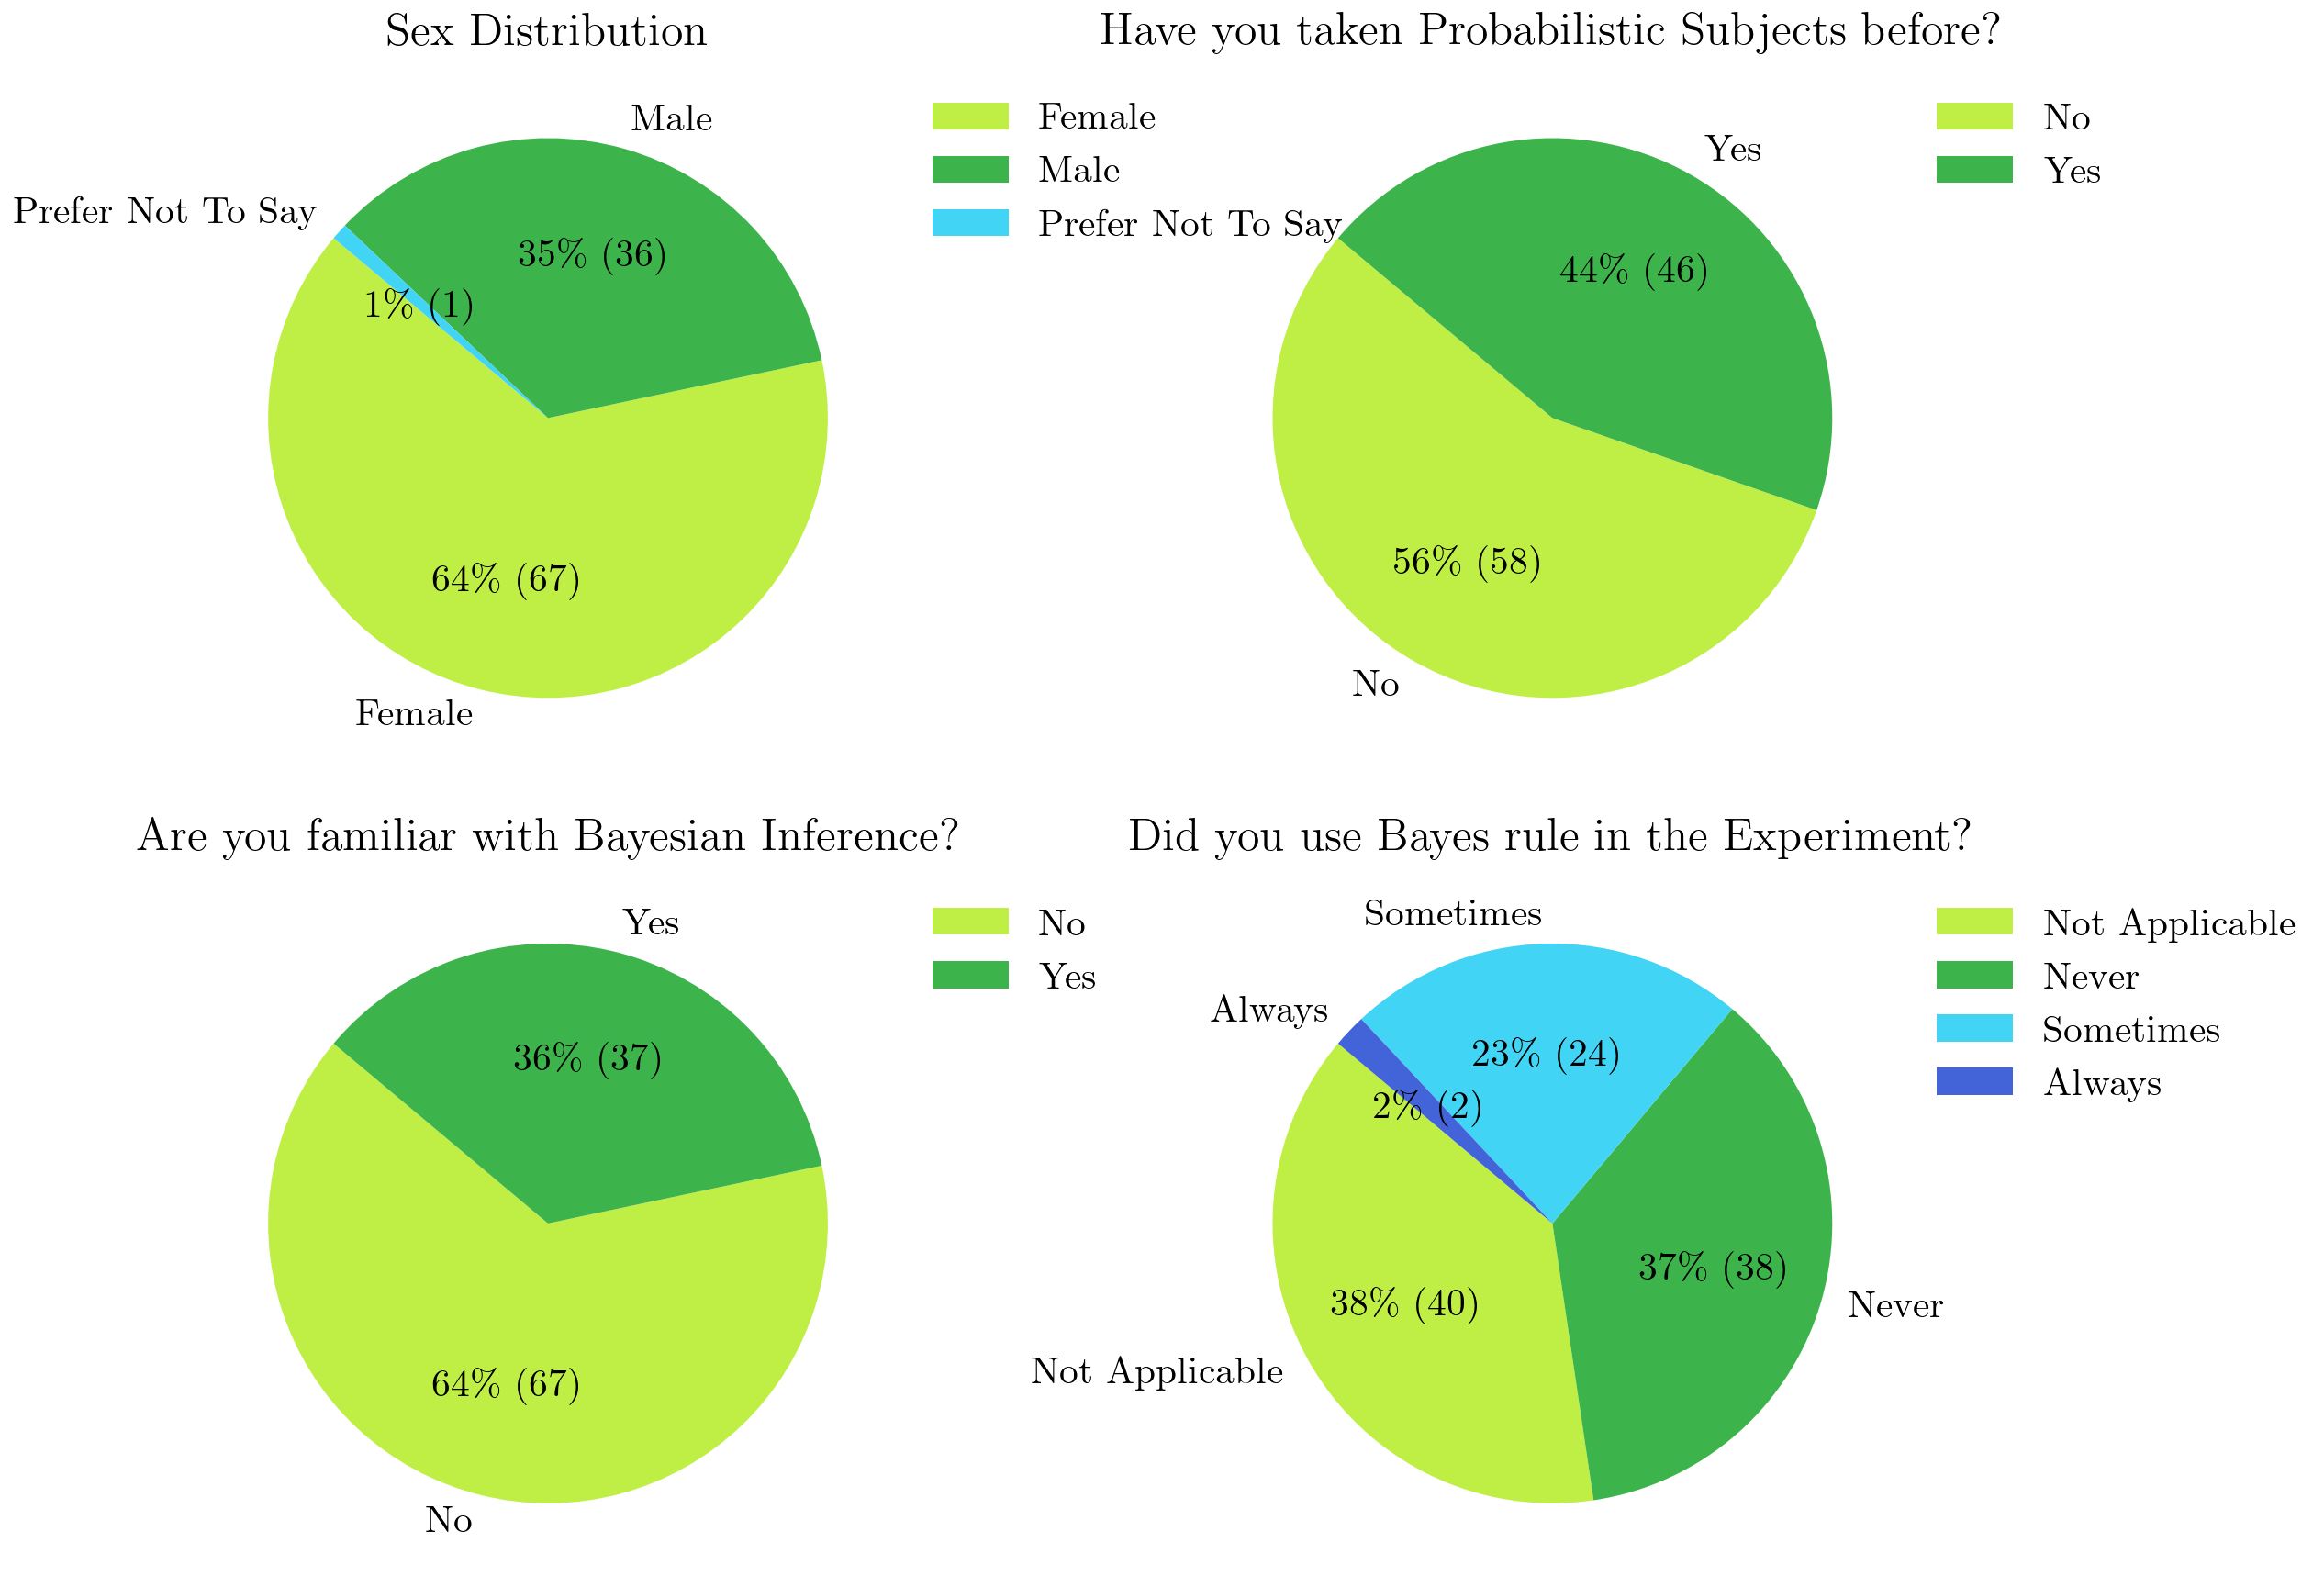 Sex Distribution
Male
Prefer Not To Say
35% (36)
1% (1)
64% (67)
Female
Female
Male
Prefer Not To Say
Have you taken Probabilistic Subjects before?
Yes
44% (46)
56% (58)
No
No
Yes
Are you familiar with Bayesian Inference?
Yes
36% (37)
64% (67)
No
No
Yes
Did you use Bayes rule in the Experiment?
Sometimes
Always
23% (24)
2% (2)
37% (38)
38% (40)
Never
Not Applicable
Not Applicable
Never
Sometimes
Always